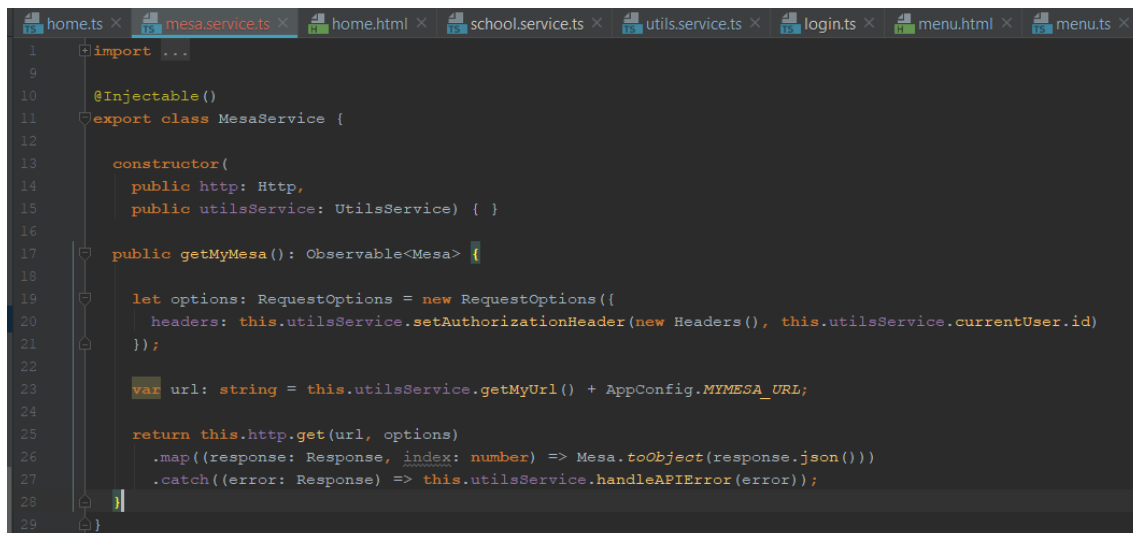 home.ts mesa.service.ts home.html school.service.ts utils.service.ts login.ts menu.html menu.ts
1 import ...
9
10 @Injectable()
11 export class MesaService {
12
13 constructor(
14 public http: Http,
15 public utilsService: UtilsService) { }
16
17 public getMyMesa(): Observable<Mesa> {
18
19 let options: RequestOptions = new RequestOptions({
20 headers: this.utilsService.setAuthorizationHeader(new Headers(), this.utilsService.currentUser.id)
21 });
22
23 var url: string = this.utilsService.getMyUrl() + AppConfig.MYMESA_URL;
24
25 return this.http.get(url, options)
26 .map((response: Response, index: number) => Mesa.toObject(response.json()))
27 .catch((error: Response) => this.utilsService.handleAPIError(error));
28 }
29 }